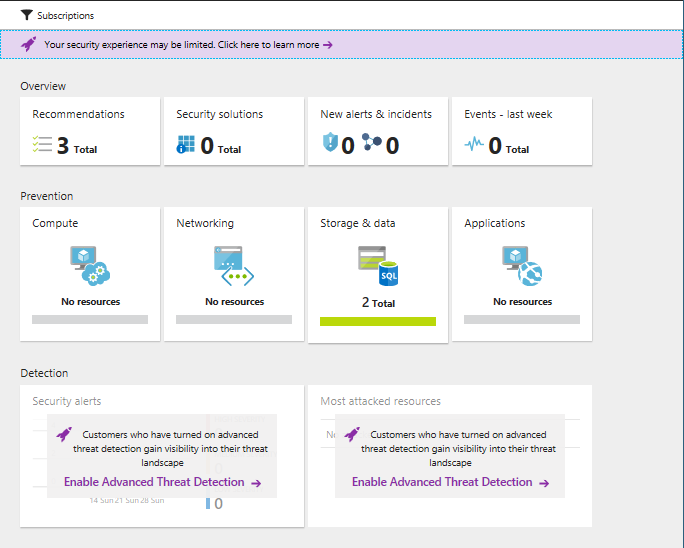 Subscriptions
Your security experience may be limited. Click here to learn more →
Overview
Recommendations
3 Total
Security solutions
0 Total
New alerts & incidents
0 0
Events - last week
0 Total
Prevention
Compute
No resources
Networking
No resources
Storage & data
SQL
2 Total
Applications
No resources
Detection
Security alerts
Customers who have turned on advanced
threat detection gain visibility into their threat
landscape
Enable Advanced Threat Detection →
14 Sun 21 Sun 28 Sun
0
0
Most attacked resources
No
Customers who have turned on advanced
threat detection gain visibility into their threat
landscape
Enable Advanced Threat Detection →